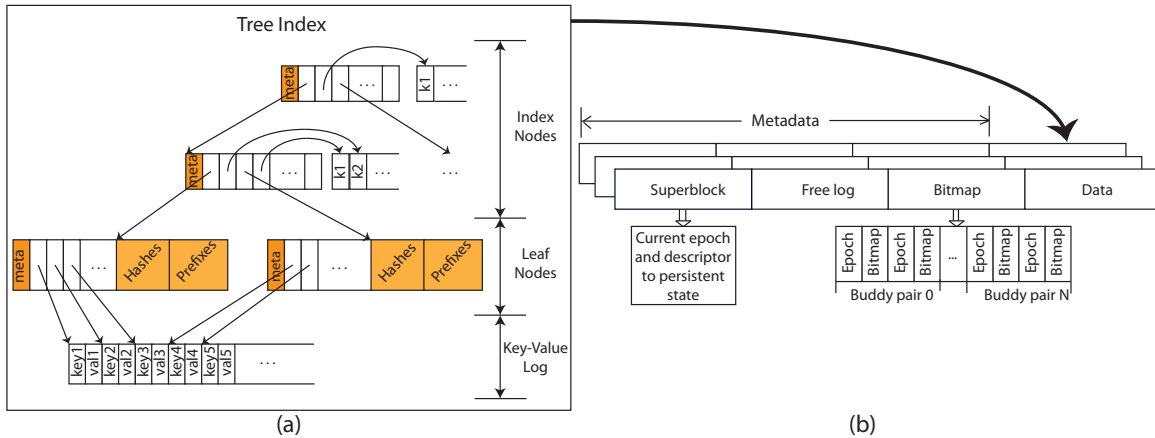 Tree Index
meta
...
k1
...
Index
Nodes
meta
...
k1
k2
...
...
meta
...
Hashes
Prefixes
meta
...
Hashes
Prefixes
Leaf
Nodes
key1
val1
key2
val2
key3
val3
key4
val4
key5
val5
...
Key-Value
Log
(a)
Metadata
Superblock
Free log
Bitmap
Data
Current epoch
and descriptor
to persistent
state
Epoch
Bitmap
Epoch
Bitmap
...
Epoch
Bitmap
Epoch
Bitmap
Buddy pair 0
Buddy pair N
(b)